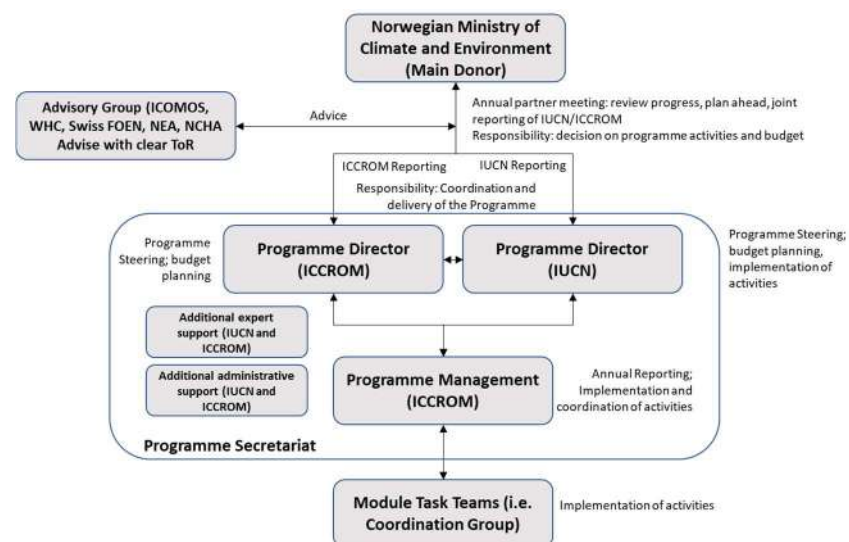 Norwegian Ministry of
Climate and Environment
(Main Donor)
Advisory Group (ICOMOS,
WHC, Swiss FOEN, NEA, NCHA
Advise with clear ToR
Advice
Annual partner meeting: review progress, plan ahead, joint
reporting of IUCN/ICCROM
Responsibility: decision on programme activities and budget
ICCROM Reporting
IUCN Reporting
Responsibility: Coordination and
delivery of the Programme
Programme
Steering; budget
planning
Programme Director
(ICCROM)
Programme Director
(IUCN)
Programme Steering;
budget planning,
implementation of
activities
Additional expert
support (IUCN and
ICCROM)
Additional administrative
support (IUCN and
ICCROM)
Programme Management
(ICCROM)
Annual Reporting;
Implementation and
coordination of activities
Programme Secretariat
Module Task Teams (i.e.
Coordination Group)
Implementation of activities